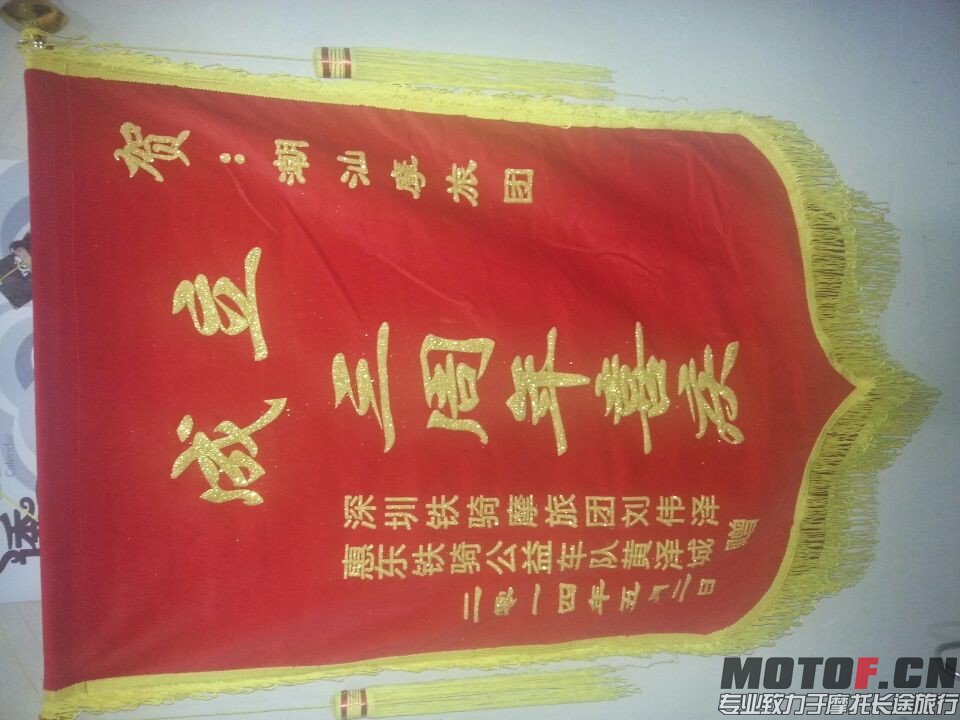 贺:潮汕摩旅团
成立
三周年喜庆
深圳铁骑摩旅团刘伟泽
惠东铁骑公益车队黄泽城
赠
二零一四年五月二日
Calendar
MOTOF.CN
专业致力于摩托长途旅行